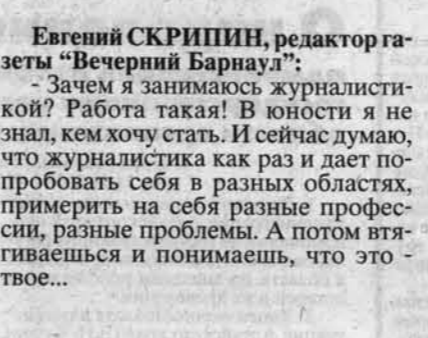 Евгений СКРИПИН, редактор га-
зеты “Вечерний Барнаул”:
- Зачем я занимаюсь журналисти-
кой? Работа такая! В юности я не
знал, кем хочу стать. И сейчас думаю,
что журналистика как раз и дает по-
пробовать себя в разных областях,
примерить на себя разные профес-
сии, разные проблемы. А потом втя-
гиваешься и понимаешь, что это -
твое...